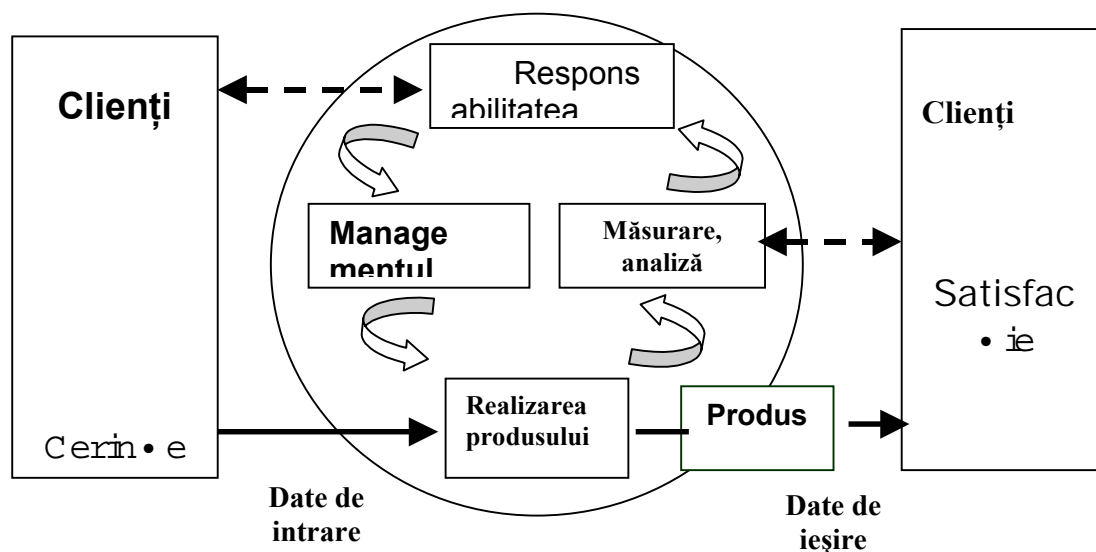 Clienți
Cerin•e
Respons
abilitatea
Manage
mentul
Măsurare,
analiză
Realizarea
produsului
Produs
Clienți
Satisfac
•ie
Date de
intrare
Date de
ieșire